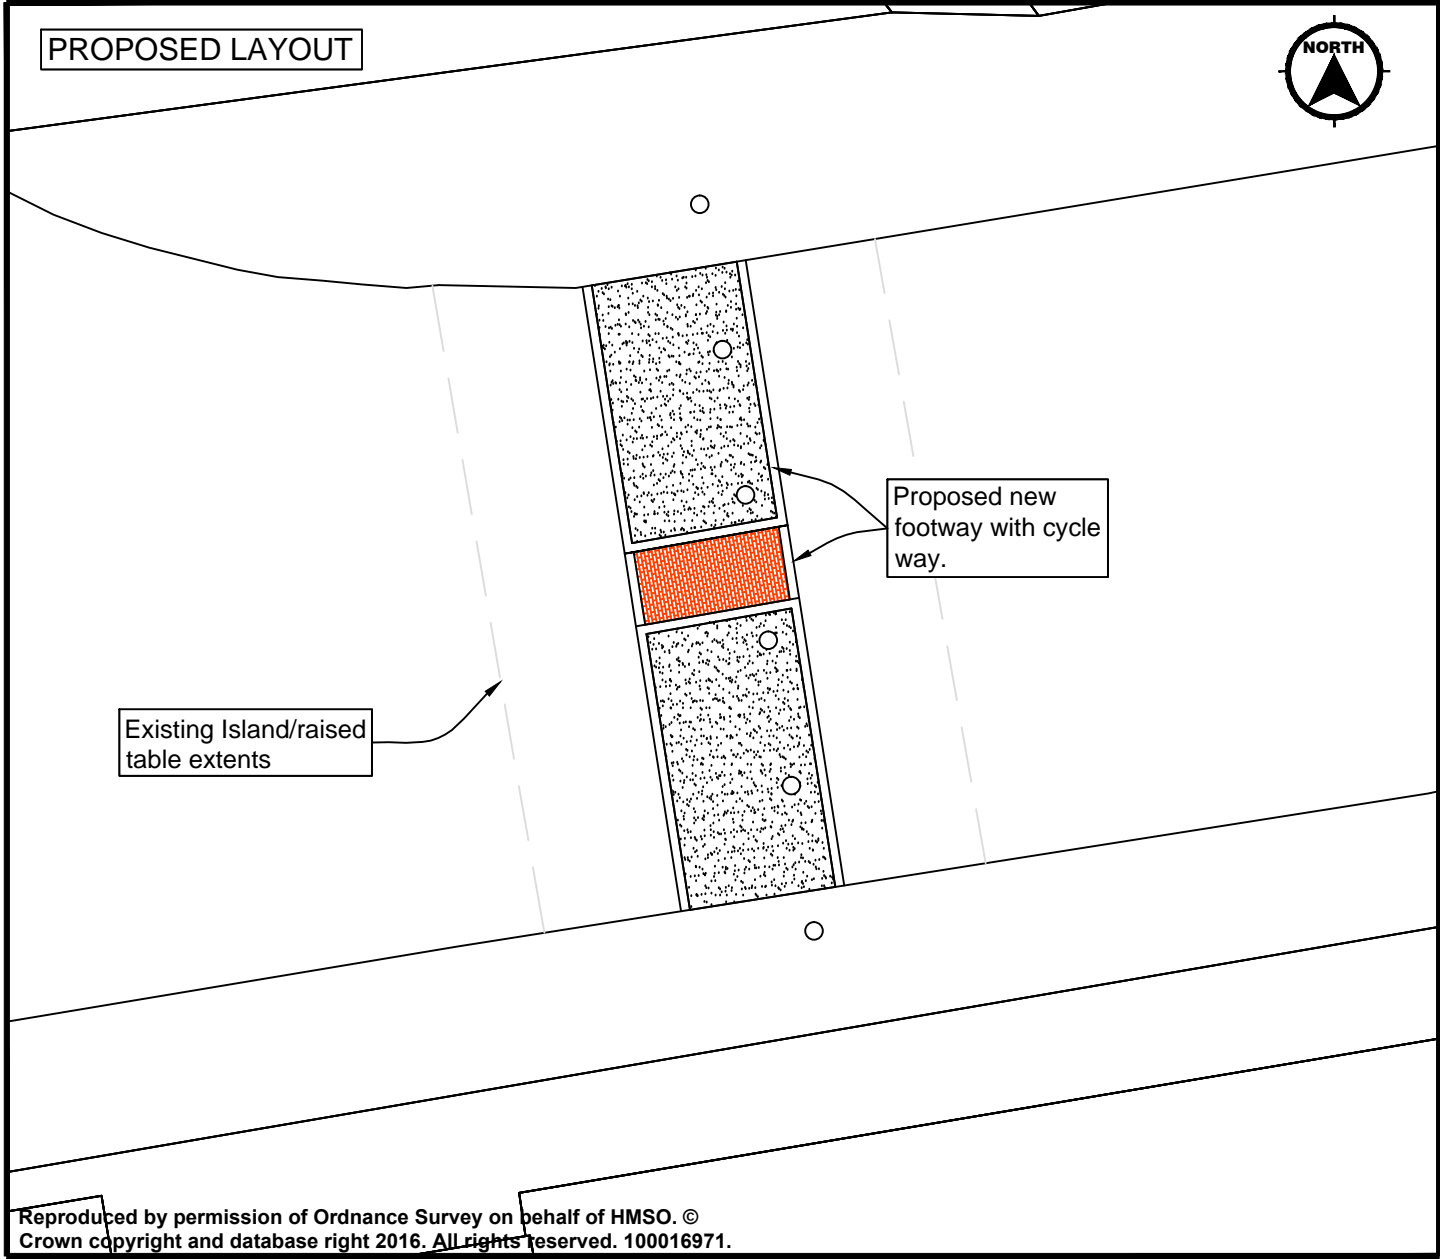 PROPOSED LAYOUT
NORTH
Proposed new
footway with cycle
way.
Existing Island/raised
table extents
Reproduced by permission of Ordnance Survey on behalf of HMSO. ©
Crown copyright and database right 2016. All rights reserved. 100016971.